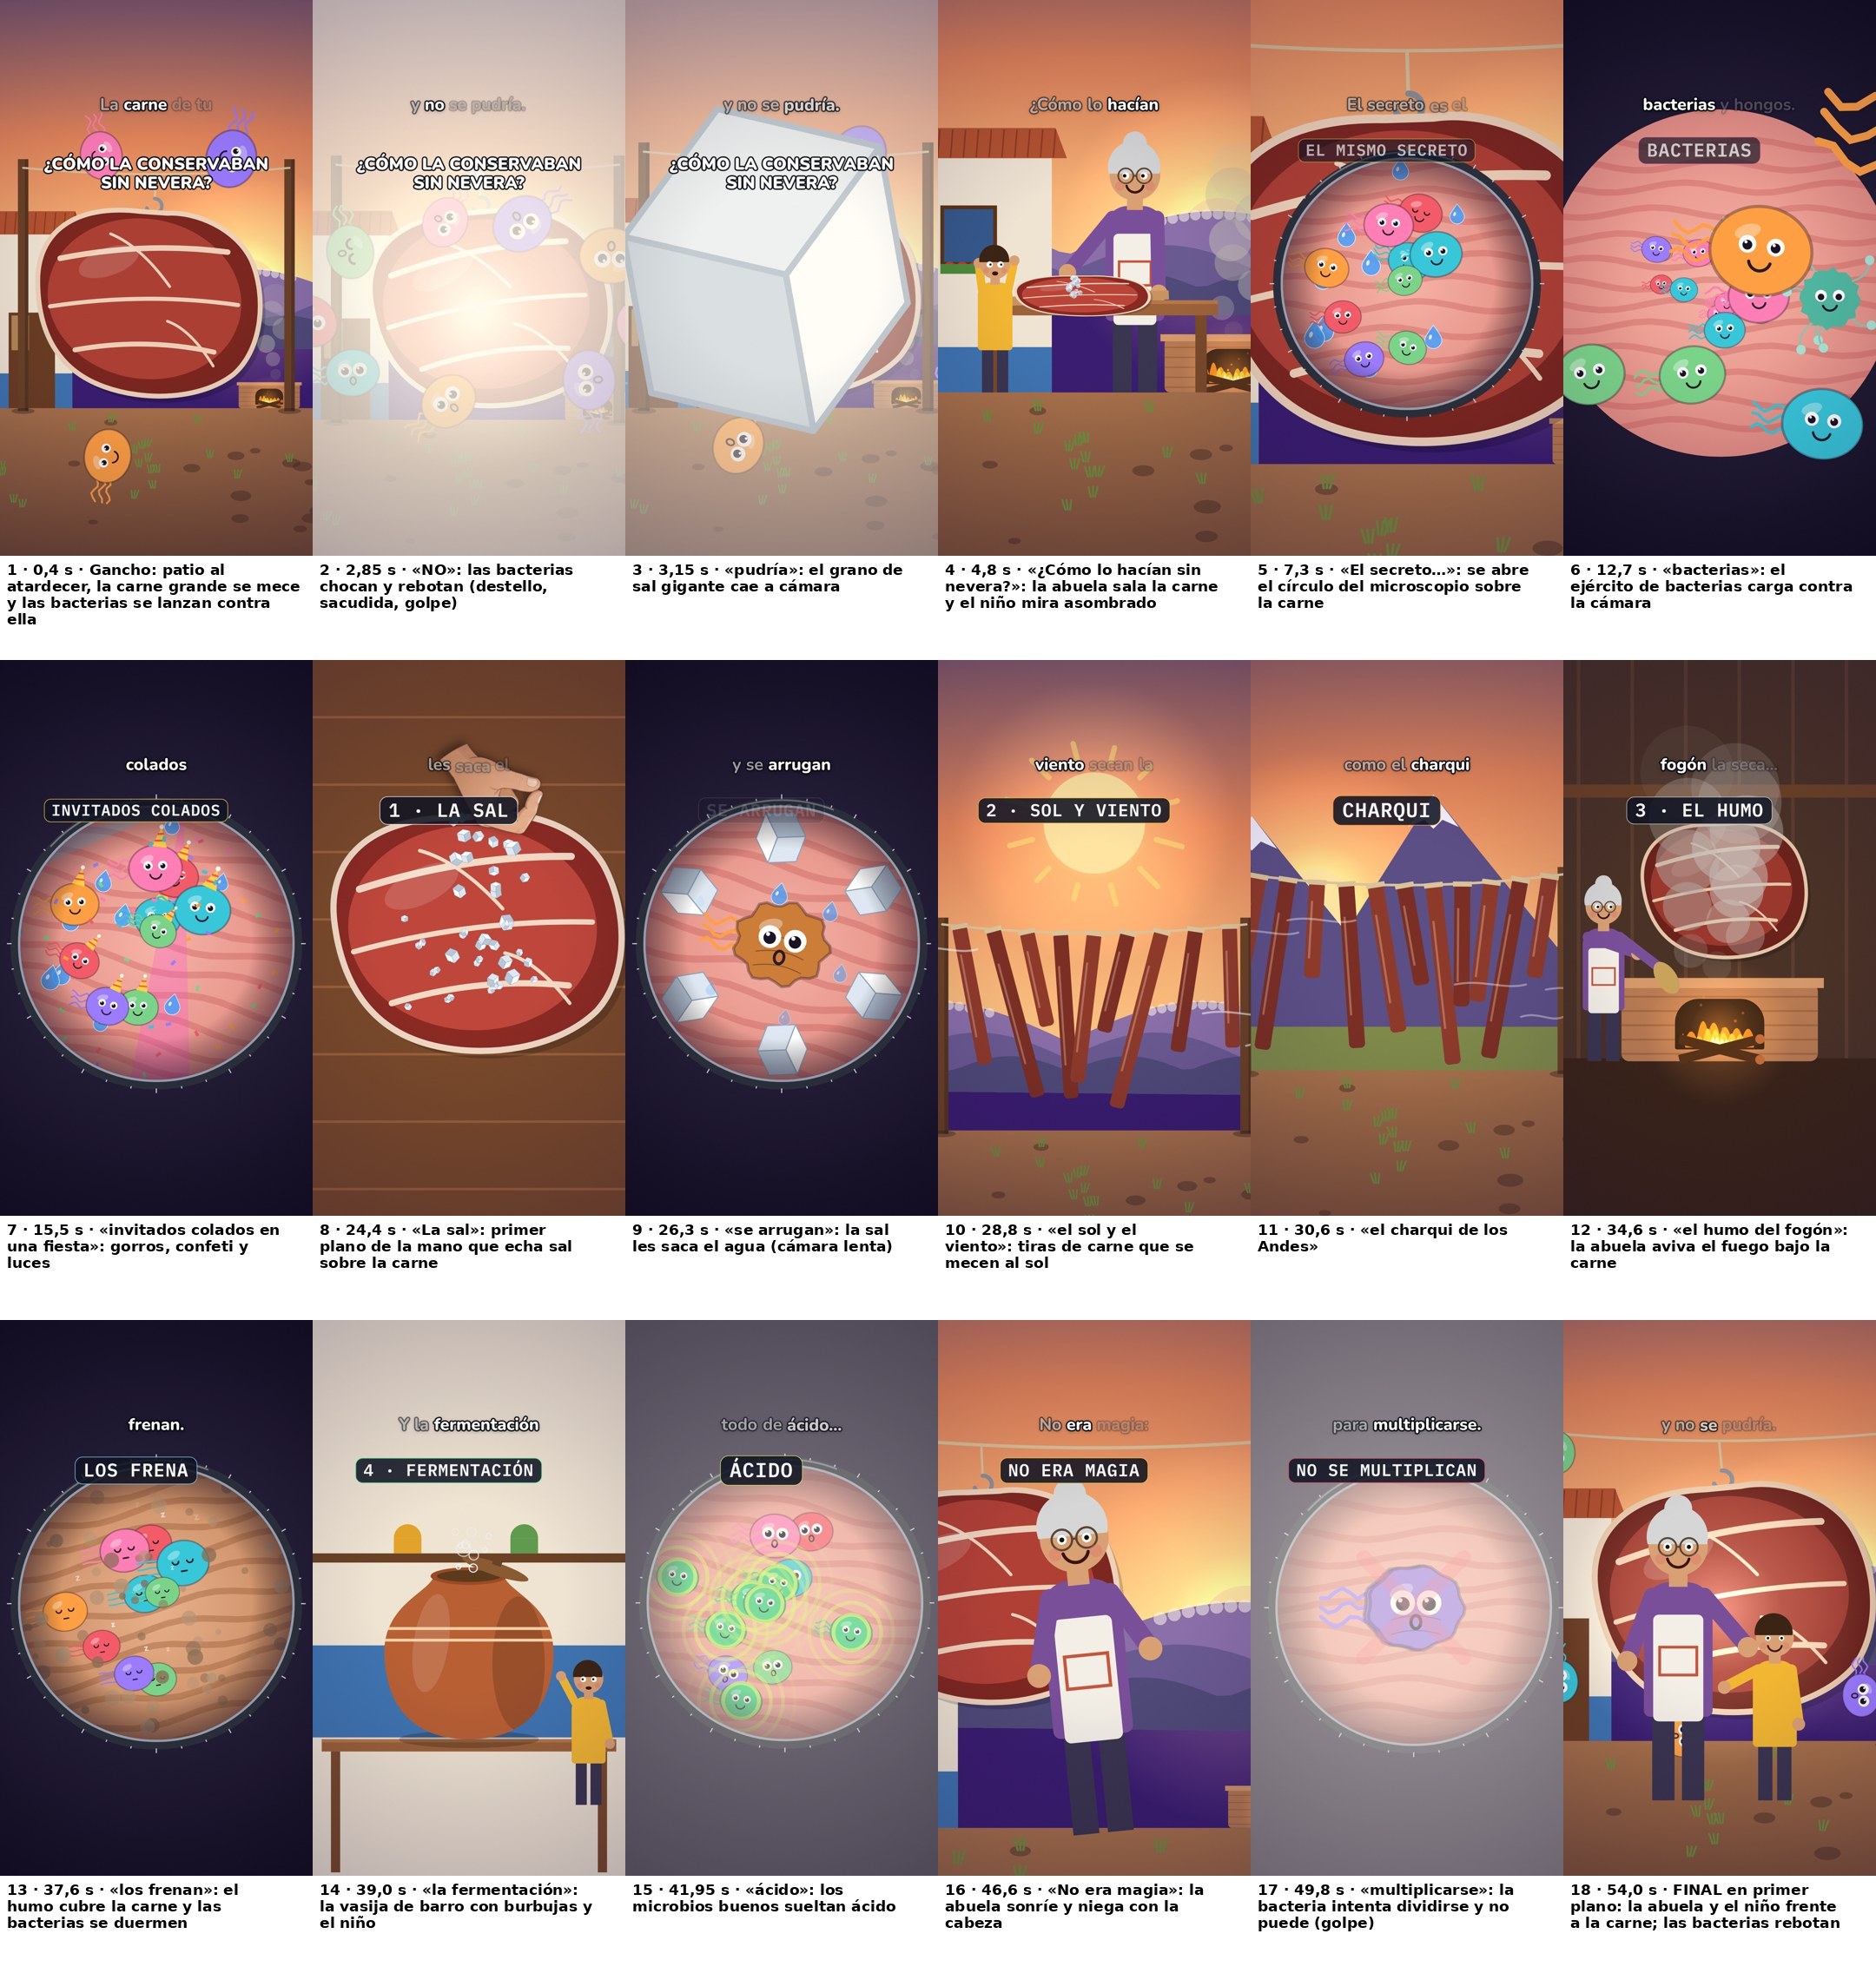 La carne de tu
¿CÓMO LA CONSERVABAN
SIN NEVERA?
1 · 0,4 s · Gancho: patio al
atardecer, la carne grande se mece
y las bacterias se lanzan contra
ella
y no se pudría.
¿CÓMO LA CONSERVABAN
SIN NEVERA?
2 · 2,85 s · «NO»: las bacterias
chocan y rebotan (destello,
sacudida, golpe)
y no se pudría.
¿CÓMO LA CONSERVABAN
SIN NEVERA?
3 · 3,15 s · «pudría»: el grano de
sal gigante cae a cámara
¿Cómo lo hacían
4 · 4,8 s · «¿Cómo lo hacían sin
nevera?»: la abuela sala la carne
y el niño mira asombrado
El secreto es el
EL MISMO SECRETO
5 · 7,3 s · «El secreto…»: se abre
el círculo del microscopio sobre
la carne
bacterias y hongos.
BACTERIAS
6 · 12,7 s · «bacterias»: el
ejército de bacterias carga contra
la cámara
colados
INVITADOS COLADOS
7 · 15,5 s · «invitados colados en
una fiesta»: gorros, confeti y
luces
les saca el
1 · LA SAL
8 · 24,4 s · «La sal»: primer
plano de la mano que echa sal
sobre la carne
y se arrugan
SE ARRUGAN
9 · 26,3 s · «se arrugan»: la sal
les saca el agua (cámara lenta)
viento secan la
2 · SOL Y VIENTO
10 · 28,8 s · «el sol y el
viento»: tiras de carne que se
mecen al sol
como el charqui
CHARQUI
11 · 30,6 s · «el charqui de los
Andes»
fogón la seca...
3 · EL HUMO
12 · 34,6 s · «el humo del fogón»:
la abuela aviva el fuego bajo la
carne
frenan.
LOS FRENA
13 · 37,6 s · «los frenan»: el
humo cubre la carne y las
bacterias se duermen
Y la fermentación
4 · FERMENTACIÓN
14 · 39,0 s · «la fermentación»:
la vasija de barro con burbujas y
el niño
todo de ácido...
ÁCIDO
15 · 41,95 s · «ácido»: los
microbios buenos sueltan ácido
No era magia:
NO ERA MAGIA
16 · 46,6 s · «No era magia»: la
abuela sonríe y niega con la
cabeza
para multiplicarse.
NO SE MULTIPLICAN
17 · 49,8 s · «multiplicarse»: la
bacteria intenta dividirse y no
puede (golpe)
y no se pudría.
18 · 54,0 s · FINAL en primer
plano: la abuela y el niño frente
a la carne; las bacterias rebotan